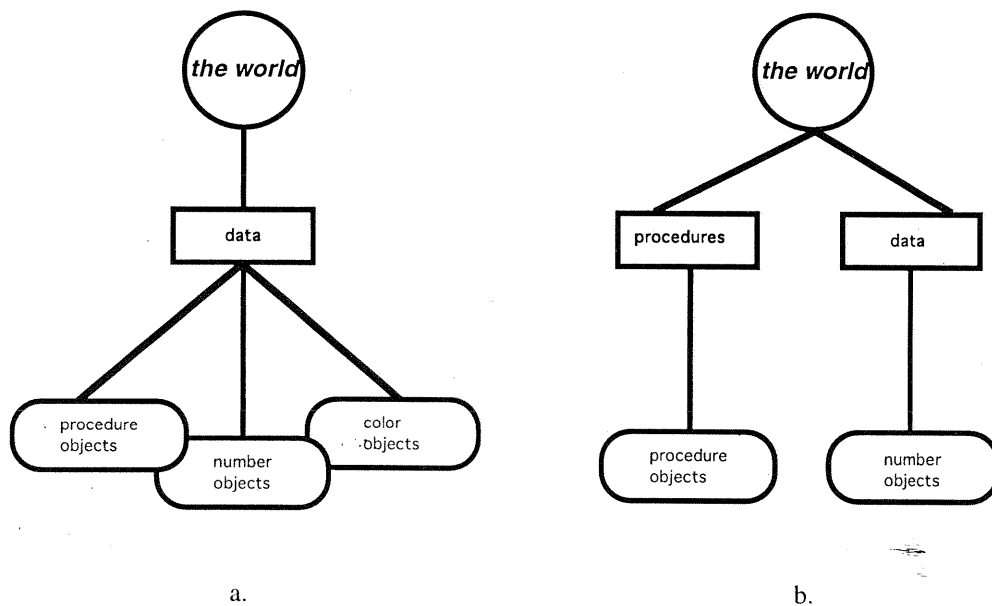 the world
data
procedure
objects
number
objects
color
objects
a.
the world
procedures
data
procedure
objects
number
objects
b.